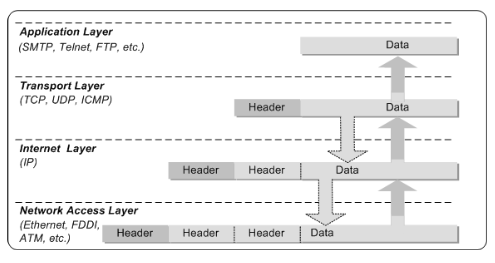 Application Layer
(SMTP, Telnet, FTP, etc.)
Data
Transport Layer
(TCP, UDP, ICMP)
Header
Data
Internet Layer
(IP)
Header
Header
Data
Network Access Layer
(Ethernet, FDDI,
ATM, etc.)
Header
Header
Header
Data